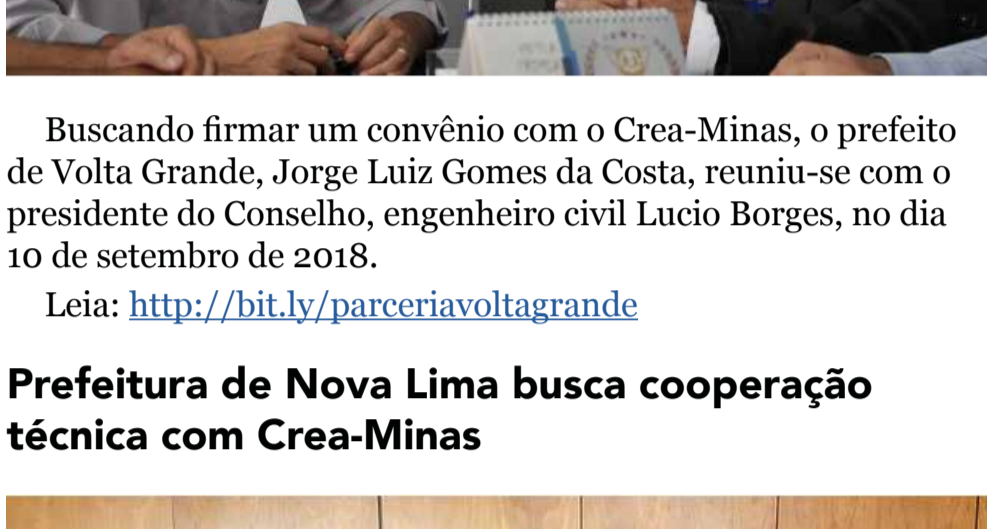 Buscando firmar um convênio com o Crea-Minas, o prefeito
de Volta Grande, Jorge Luiz Gomes da Costa, reuniu-se com o
presidente do Conselho, engenheiro civil Lucio Borges, no dia
10 de setembro de 2018.
Leia: http://bit.ly/parceriavoltagrande
Prefeitura de Nova Lima busca cooperação
técnica com Crea-Minas